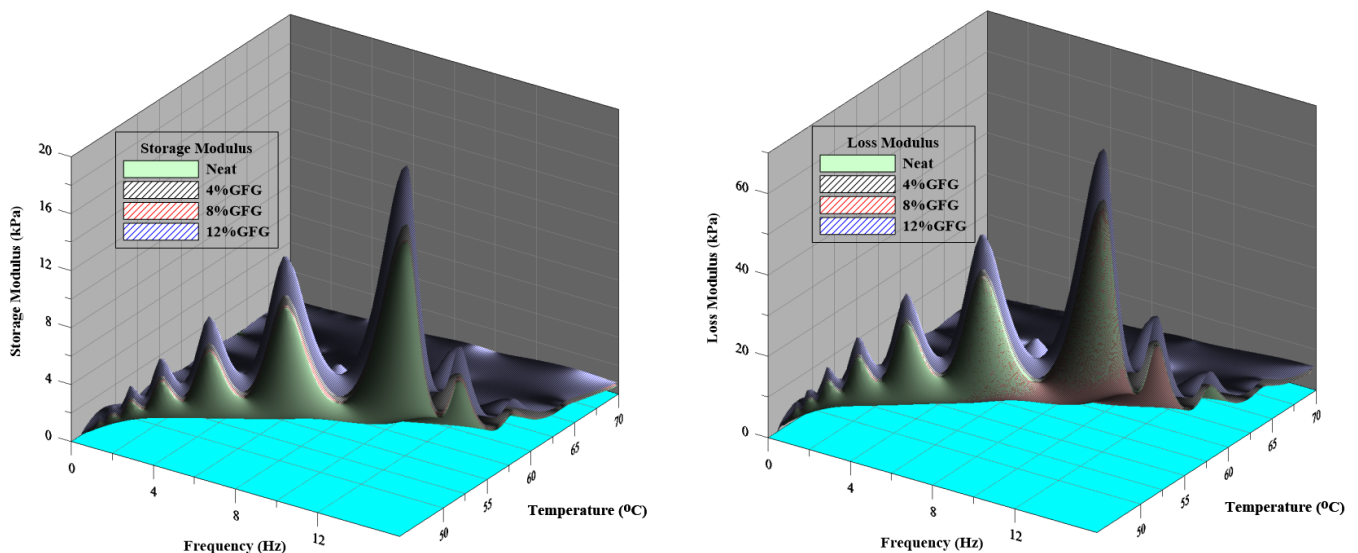 Storage Modulus (kPa)
20
16
12
8
4
0
Storage Modulus
Neat
4%GFG
8%GFG
12%GFG
0
4
8
12
Frequency (Hz)
50
55
60
65
70
Temperature (⁰C)
Loss Modulus (kPa)
60
40
20
0
Loss Modulus
Neat
4%GFG
8%GFG
12%GFG
0
4
8
12
Frequency (Hz)
50
55
60
65
70
Temperature (⁰C)